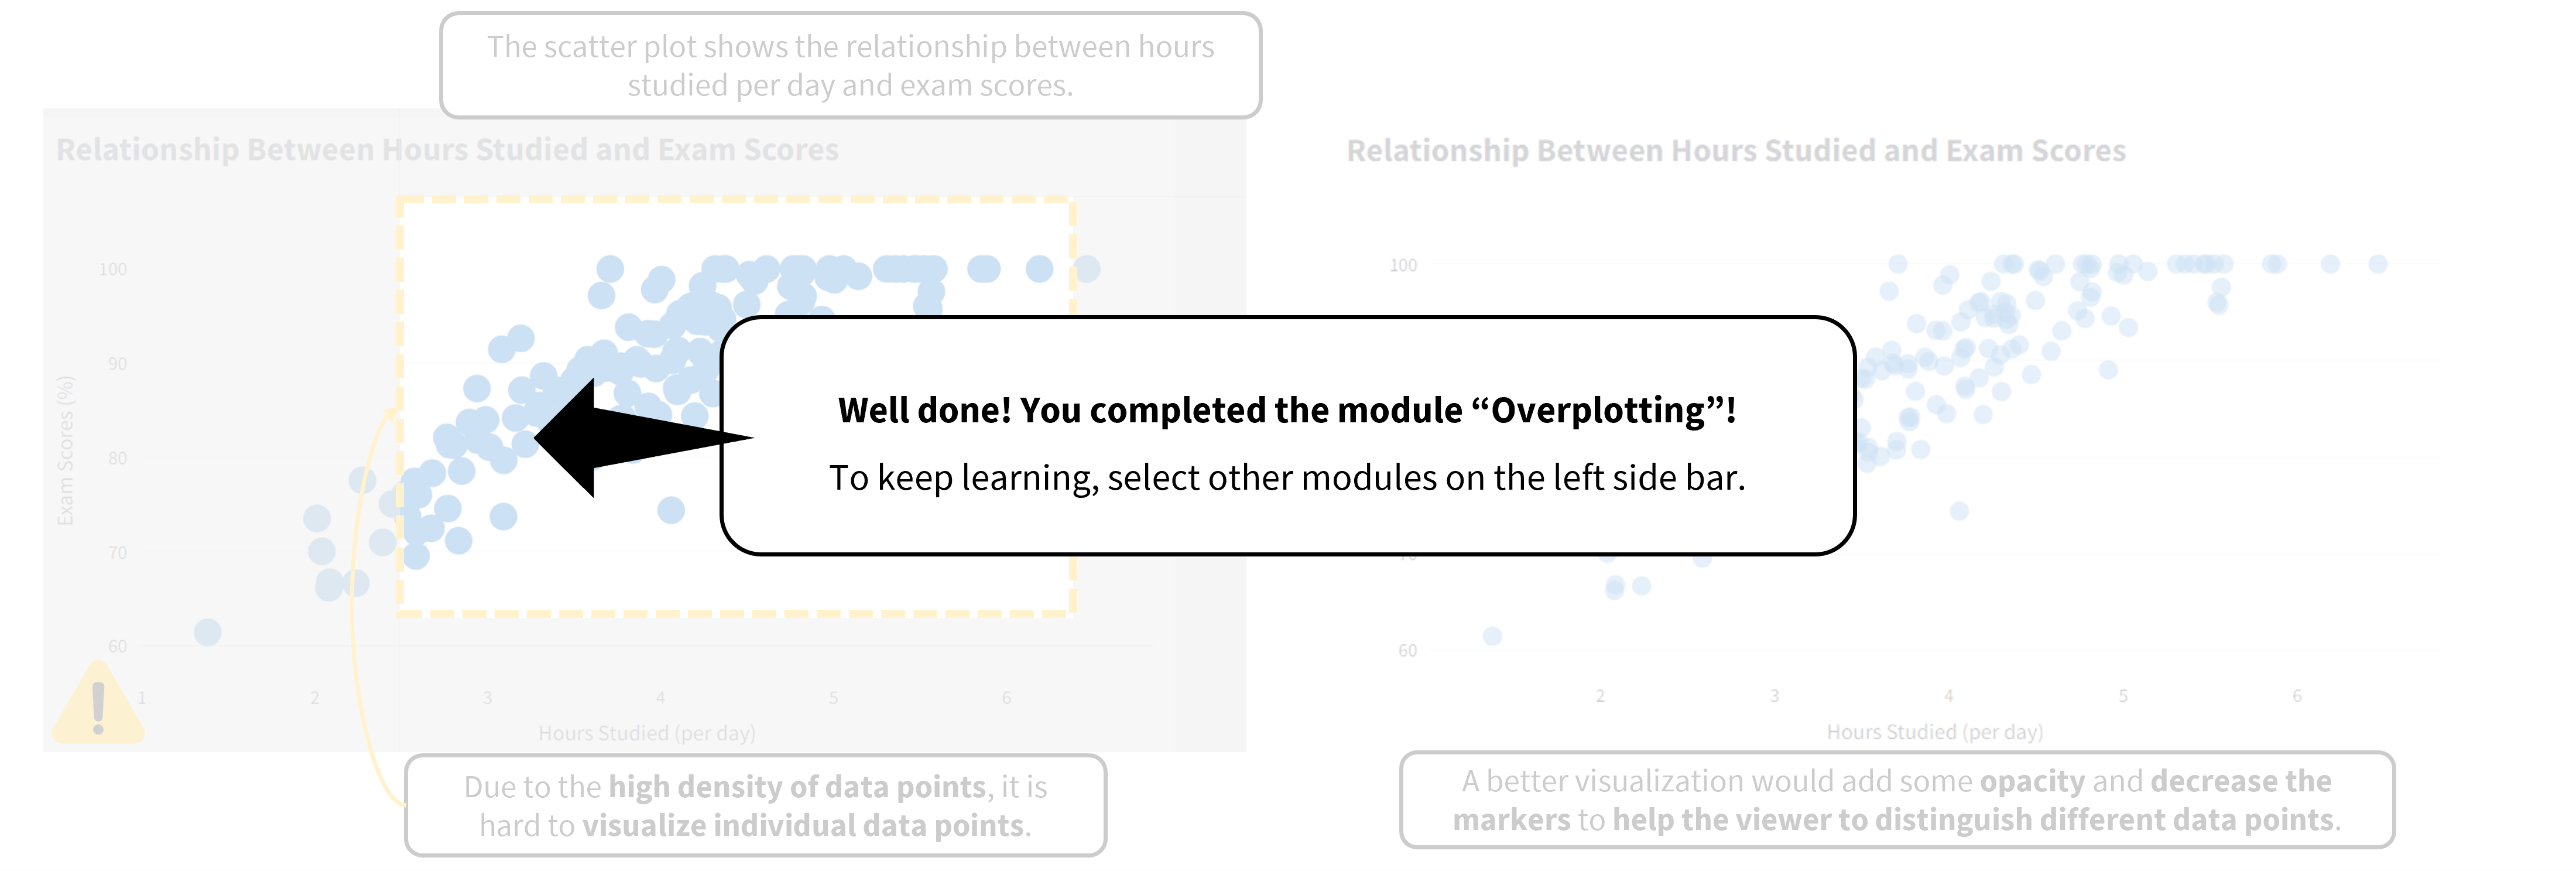 The scatter plot shows the relationship between hours
studied per day and exam scores.
Relationship Between Hours Studied and Exam Scores
100
90
80
70
60
Exam Scores (%)
1
2
3
4
5
6
Hours Studied (per day)
Due to the high density of data points, it is
hard to visualize individual data points.
Well done! You completed the module “Overplotting”!
To keep learning, select other modules on the left side bar.
Relationship Between Hours Studied and Exam Scores
100
60
2
3
4
5
6
Hours Studied (per day)
A better visualization would add some opacity and decrease the
markers to help the viewer to distinguish different data points.